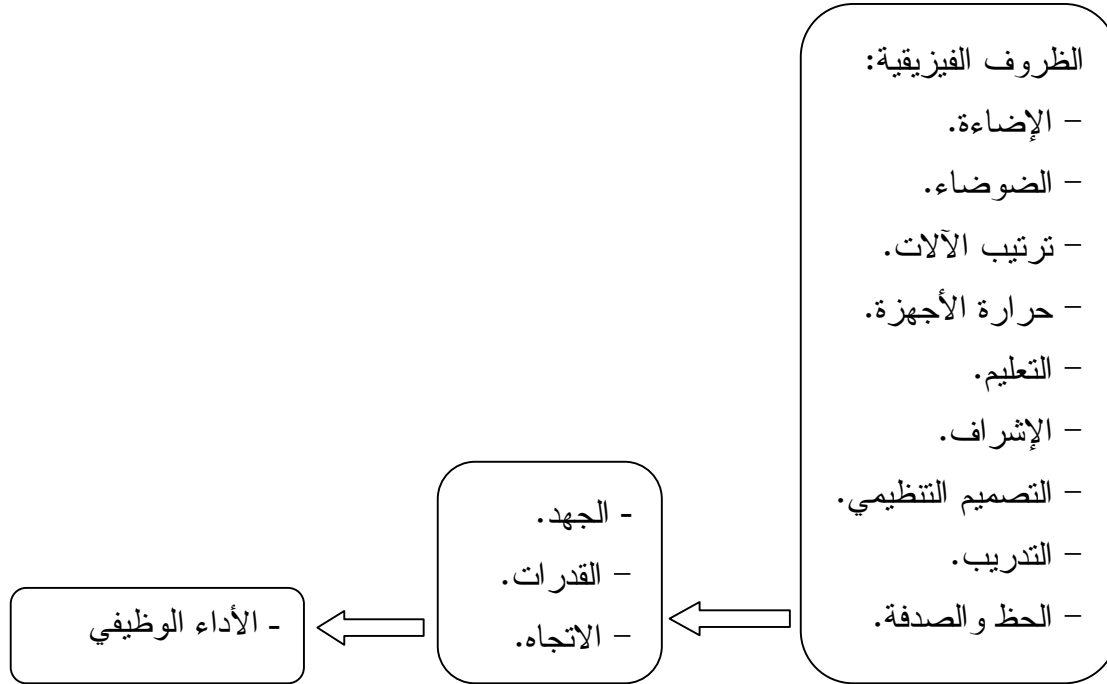 الظروف الفيزيقية:
– الإضاءة.
– الضوضاء.
– ترتيب الآلات.
– حرارة الأجهزة.
– التعليم.
– الإشراف.
– التصميم التنظيمي.
– التدريب.
– الحظ والصدفة.
- الجهد.
– القدرات.
– الاتجاه.
- الأداء الوظيفي